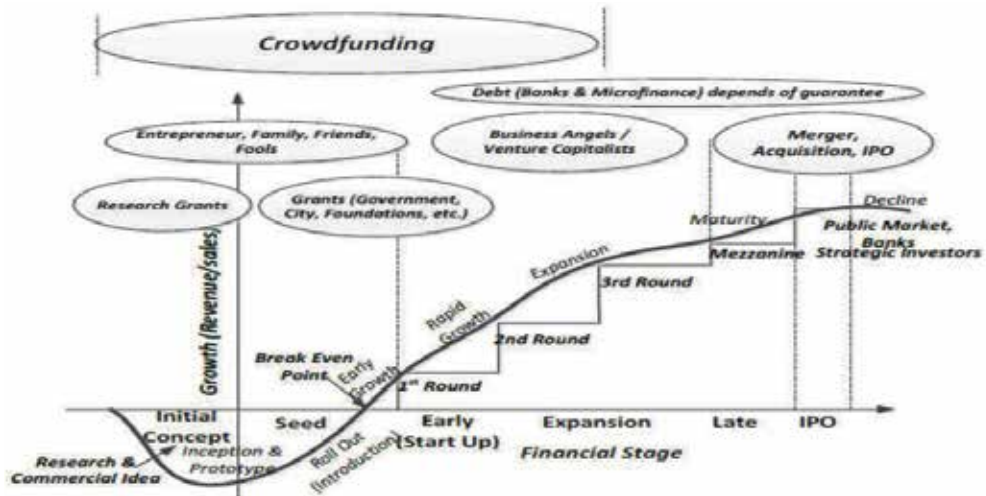 Crowdfunding
Debt (Banks & Microfinance) depends of guarantee
Entrepreneur, Family, Friends,
Fools
Business Angels /
Venture Capitalists
Merger,
Acquisition, IPO
Research Grants
Grants (Government,
City, Foundations, etc.)
Growth (Revenue/sales)
Decline
Maturity
Public Market,
Banks
Strategic Investors
Mezzanine
Expansion
3rd Round
Rapid
Growth
2nd Round
Break Even
Point
Early
Growth
1st Round
Initial
Concept
Seed
Early
(Start Up)
Expansion
Late
IPO
Financial Stage
Research &
Commercial Idea
Inception &
Prototype
Roll Out
(Introduction)